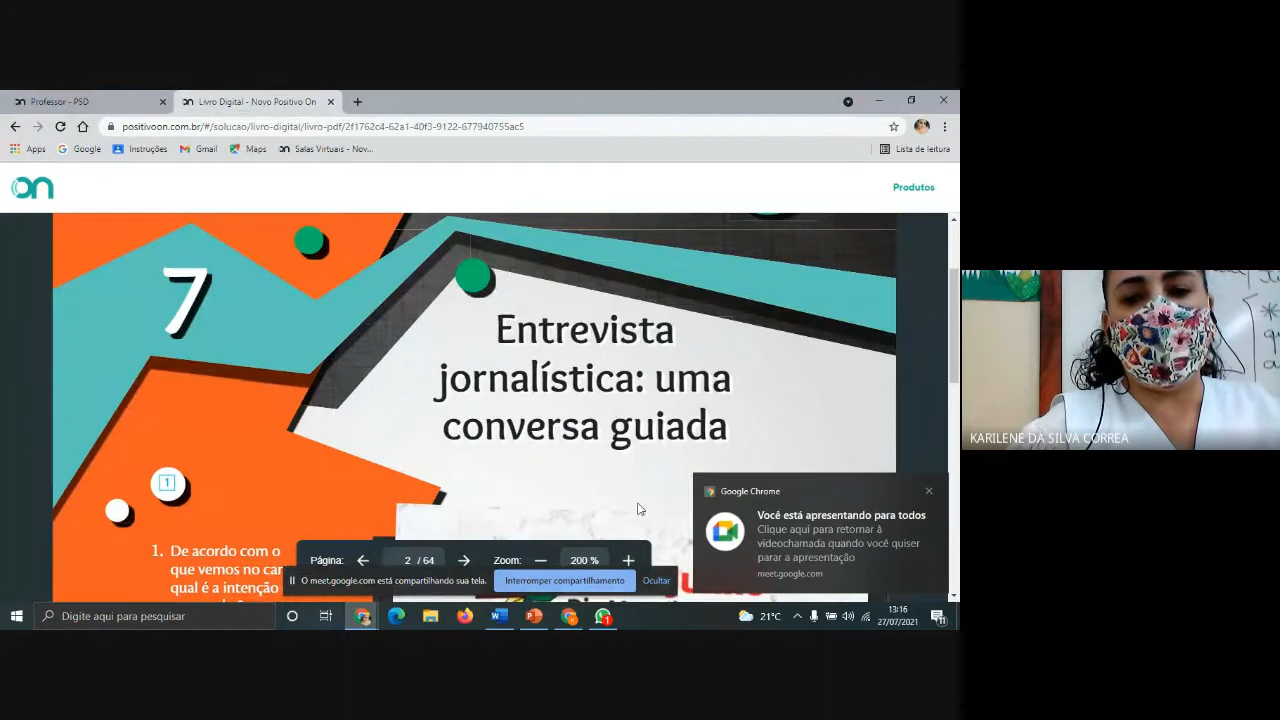 Professor - PSD
Livro Digital - Novo Positivo On
positivoon.com.br/#/solucao/livro-digital/livro-pdf/2f1762c4-62a1-40f3-9122-677940755ac5
Apps
Google
Instruções
Gmail
Maps
Salas Virtuais - Nov...
Lista de leitura
on
Produtos
7
Entrevista
jornalística: uma
conversa guiada
1
1. De acordo com o
que vemos no car
qual é a intenção
Google Chrome
Você está apresentando para todos
Clique aqui para retornar à
videochamada quando você quiser
parar a apresentação
meet.google.com
Página:
2 / 64
Zoom:
200 %
O meet.google.com está compartilhando sua tela.
Interromper compartilhamento
Ocultar
Digite aqui para pesquisar
1
21°C
13:16
27/07/2021
11
KARILENE DA SILVA CORREA